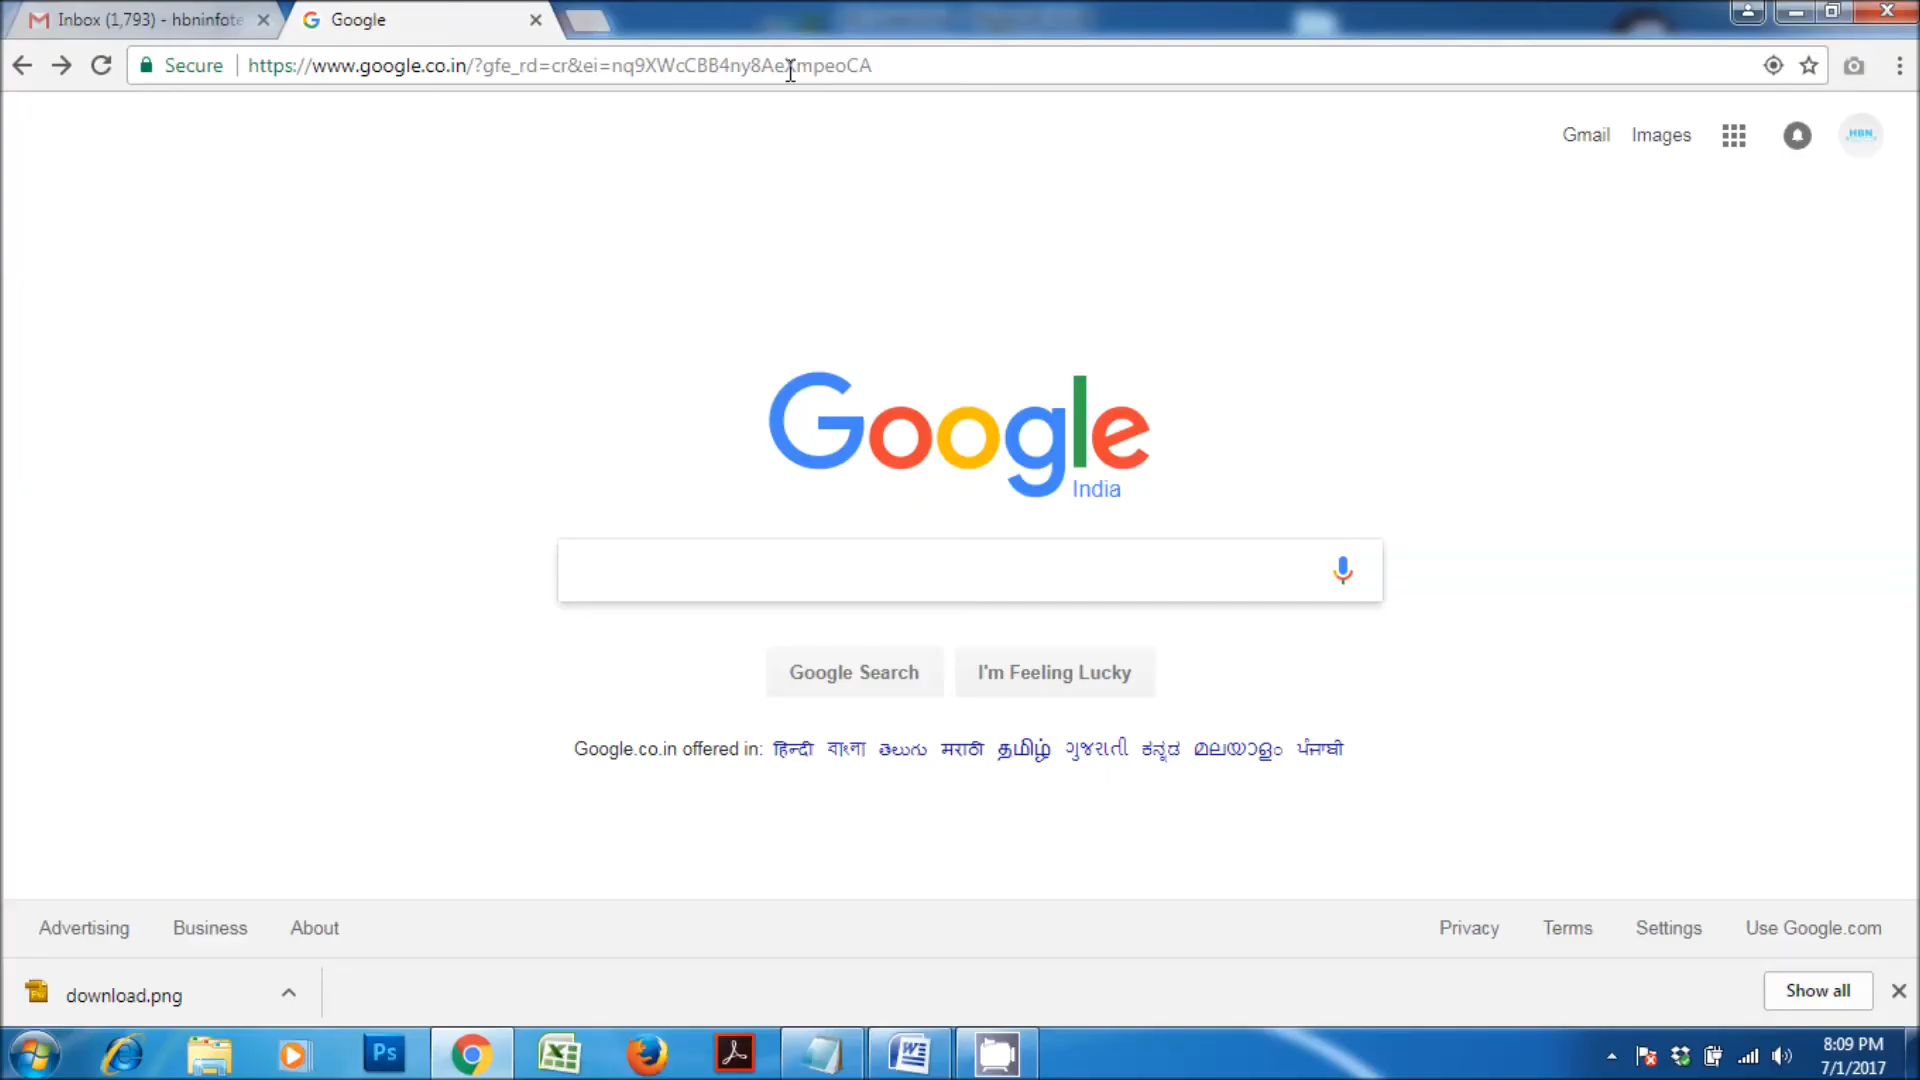 Inbox (1,793) - hbninfote
Google
Secure
https://www.google.co.in/?gfe_rd=cr&ei=nq9XWcCBB4ny8AeXmpeoCA
Gmail Images HBN
Google
India
Google Search I'm Feeling Lucky
Google.co.in offered in: हिन्दी বাংলা తెలుగు मराठी தமிழ் ગુજરાતી ಕನ್ನಡ മലയാളം ਪੰਜਾਬੀ
Advertising Business About Privacy Terms Settings Use Google.com
download.png Show all
Ps
8:09 PM
7/1/2017